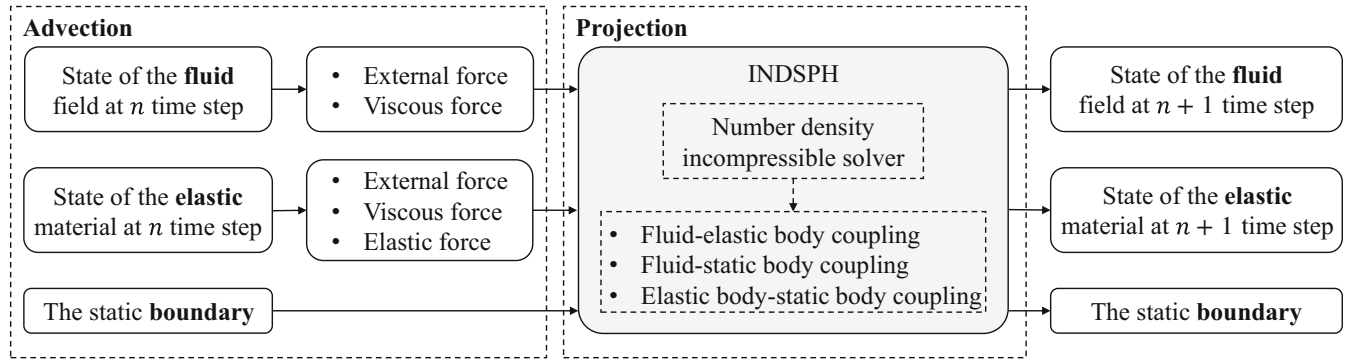 Advection
State of the fluid
field at n time step
• External force
• Viscous force
State of the elastic
material at n time step
• External force
• Viscous force
• Elastic force
The static boundary
Projection
INDSPH
Number density
incompressible solver
• Fluid-elastic body coupling
• Fluid-static body coupling
• Elastic body-static body coupling
State of the fluid
field at n + 1 time step
State of the elastic
material at n + 1 time step
The static boundary